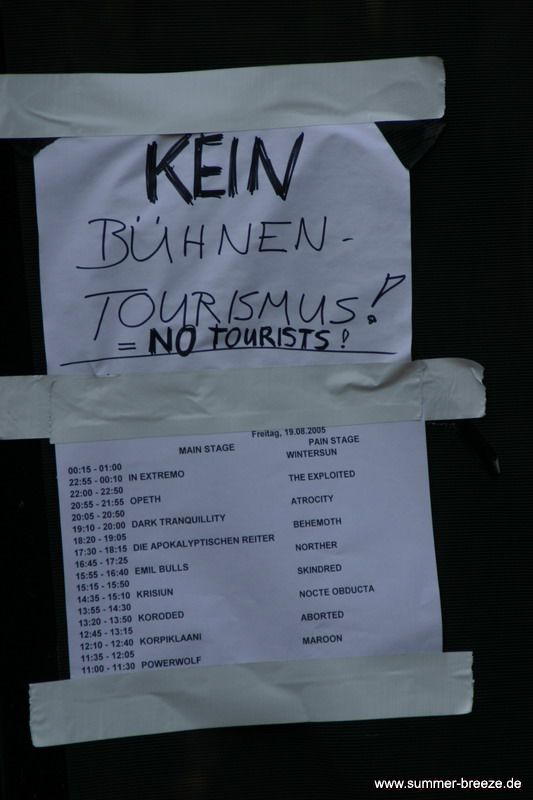 KEIN
BÜHNEN-
TOURISMUS!
= NO TOURISTS!
Freitag, 19.08.2005
MAIN STAGE PAIN STAGE
00:15 - 01:00 WINTERSUN
22:55 - 00:10 IN EXTREMO
22:00 - 22:50 THE EXPLOITED
20:55 - 21:55 OPETH
20:05 - 20:50 ATROCITY
19:10 - 20:00 DARK TRANQUILLITY
18:20 - 19:05 BEHEMOTH
17:30 - 18:15 DIE APOKALYPTISCHEN REITER
16:45 - 17:25 NORTHER
15:55 - 16:40 EMIL BULLS
15:15 - 15:50 SKINDRED
14:35 - 15:10 KRISIUN
13:55 - 14:30 NOCTE OBDUCTA
13:20 - 13:50 KORODED
12:45 - 13:15 ABORTED
12:10 - 12:40 KORPIKLAANI
11:35 - 12:05 MAROON
11:00 - 11:30 POWERWOLF
www.summer-breeze.de